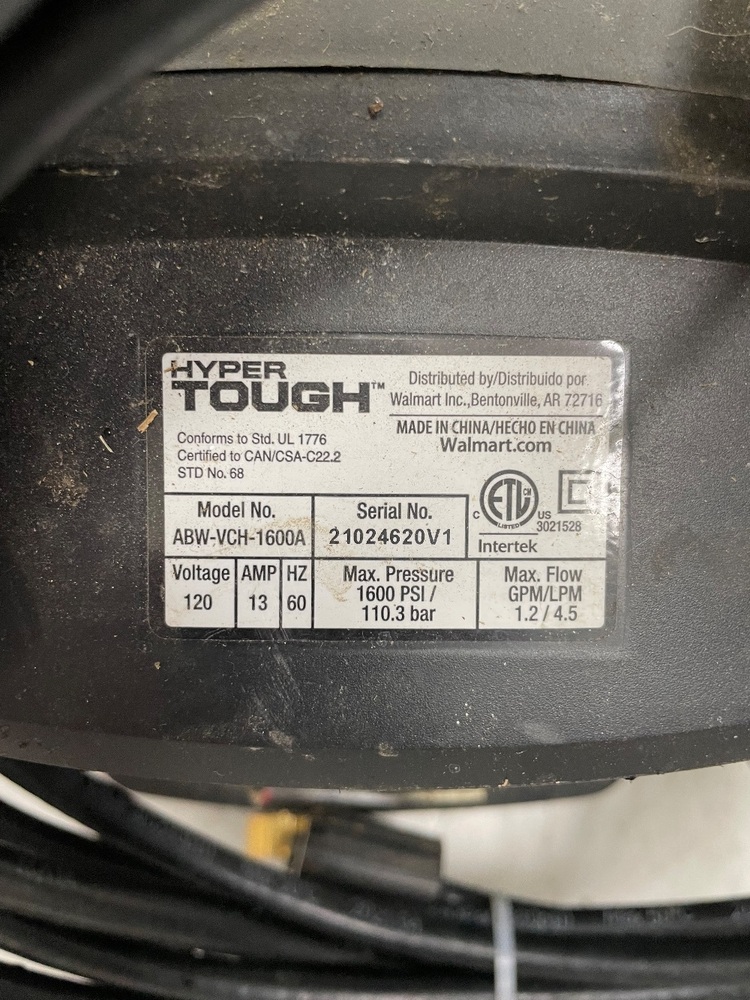 HYPER
TOUGH™
Distributed by/Distribuido por
Walmart Inc.,Bentonville, AR 72716
MADE IN CHINA/HECHO EN CHINA
Walmart.com
Conforms to Std. UL 1776
Certified to CAN/CSA-C22.2
STD No. 68
Model No.
ABW-VCH-1600A
Serial No.
21024620V1
C
ETL
LISTED
CM
US
3021528
Intertek
Voltage
120
AMP
13
HZ
60
Max. Pressure
1600 PSI /
110.3 bar
Max. Flow
GPM/LPM
1.2 / 4.5